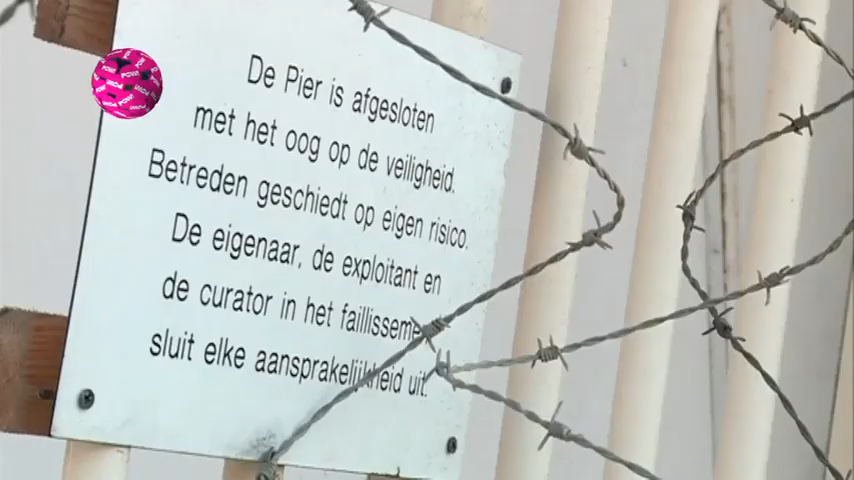 De Pier is afgesloten
met het oog op de veiligheid.
Betreden geschiedt op eigen risico.
De eigenaar, de exploitant en
de curator in het faillisseme
sluit elke aansprakelijkheid uit.